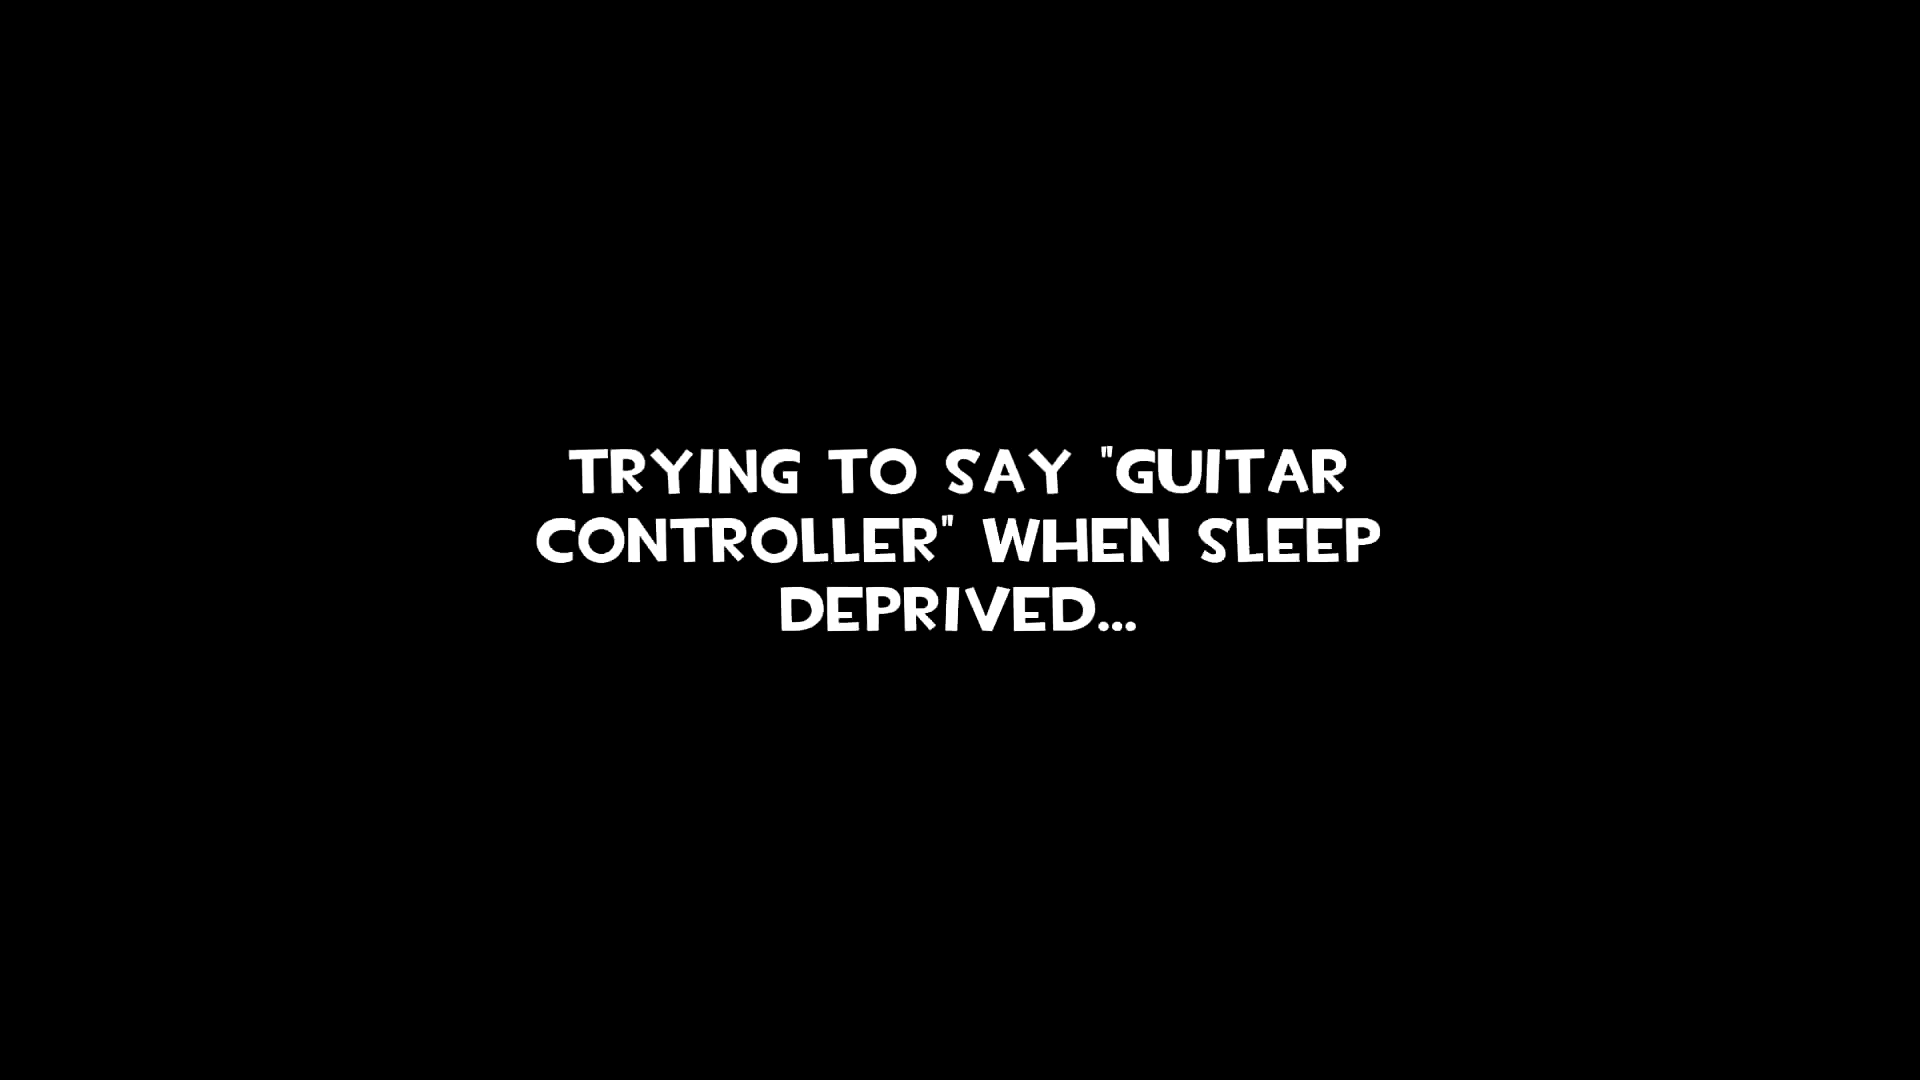 TRYING TO SAY "GUITAR
CONTROLLER" WHEN SLEEP
DEPRIVED...